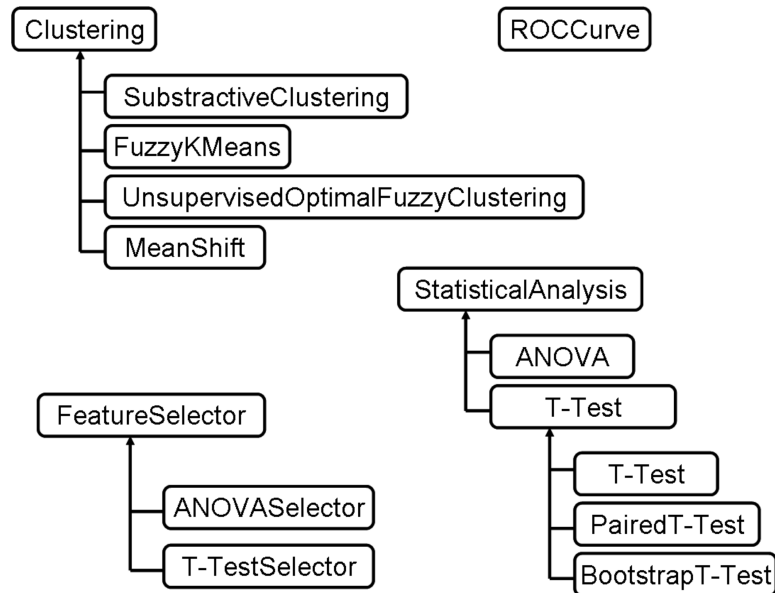 Clustering
ROCCurve
SubstractiveClustering
FuzzyKMeans
UnsupervisedOptimalFuzzyClustering
MeanShift
StatisticalAnalysis
ANOVA
T-Test
T-Test
PairedT-Test
BootstrapT-Test
FeatureSelector
ANOVASelector
T-TestSelector